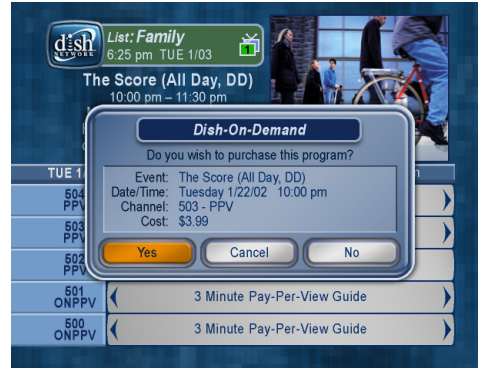 dish
NETWORK
List: Family
6:25 pm TUE 1/03
1
The Score (All Day, DD)
10:00 pm – 11:30 pm
Dish-On-Demand
Do you wish to purchase this program?
Event: The Score (All Day, DD)
Date/Time: Tuesday 1/22/02 10:00 pm
Channel: 503 - PPV
Cost: $3.99
Yes
Cancel
No
TUE 1/
504
PPV
503
PPV
502
PPV
501
ONPPV
3 Minute Pay-Per-View Guide
500
ONPPV
3 Minute Pay-Per-View Guide